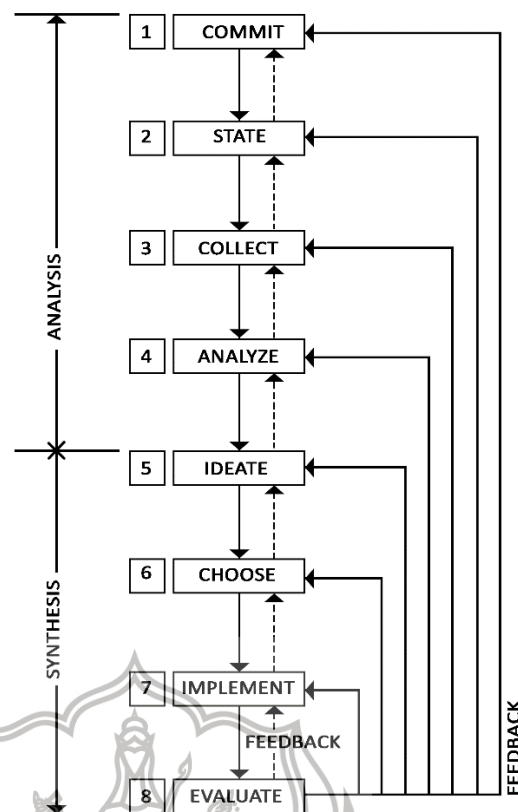 1 COMMIT
2 STATE
3 COLLECT
ANALYSIS
4 ANALYZE
5 IDEATE
6 CHOOSE
SYNTHESIS
7 IMPLEMENT
FEEDBACK
FEEDBACK
8 EVALUATE